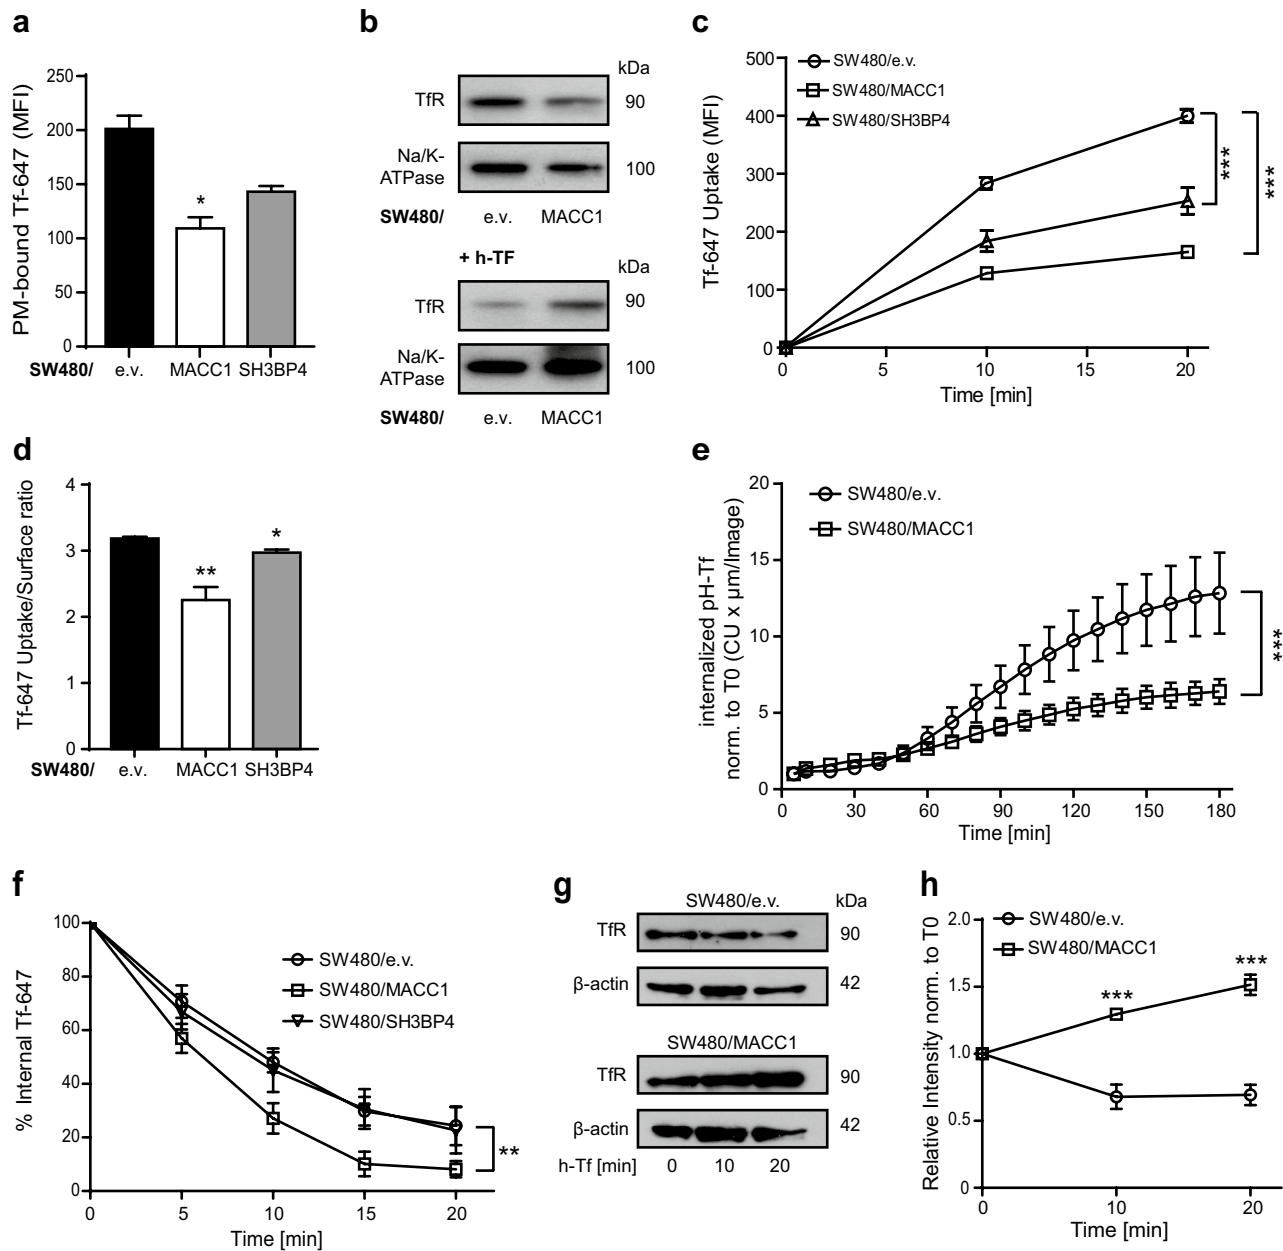 a
PM-bound Tf-647 (MFI)
250
200
150
100
50
0
*
SW480/ e.v. MACC1 SH3BP4
b
kDa
TfR 90
Na/K-
ATPase 100
SW480/ e.v. MACC1
+ h-TF
kDa
TfR 90
Na/K-
ATPase 100
SW480/ e.v. MACC1
c
Tf-647 Uptake (MFI)
500
400
300
200
100
0
SW480/e.v.
SW480/MACC1
SW480/SH3BP4
***
***
0 5 10 15 20
Time [min]
d
Tf-647 Uptake/Surface ratio
4
3
2
1
0
**
*
SW480/ e.v. MACC1 SH3BP4
e
internalized pH-Tf
norm. to T0 (CU x µm/Image)
20
15
10
5
0
SW480/e.v.
SW480/MACC1
***
0 30 60 90 120 150 180
Time [min]
f
% Internal Tf-647
100
80
60
40
20
0
SW480/e.v.
SW480/MACC1
SW480/SH3BP4
**
0 5 10 15 20
Time [min]
g
SW480/e.v. kDa
TfR 90
β-actin 42
SW480/MACC1
TfR 90
β-actin 42
h-Tf [min] 0 10 20
h
Relative Intensity norm. to T0
2.0
1.5
1.0
0.5
0
SW480/e.v.
SW480/MACC1
***
***
0 10 20
Time [min]